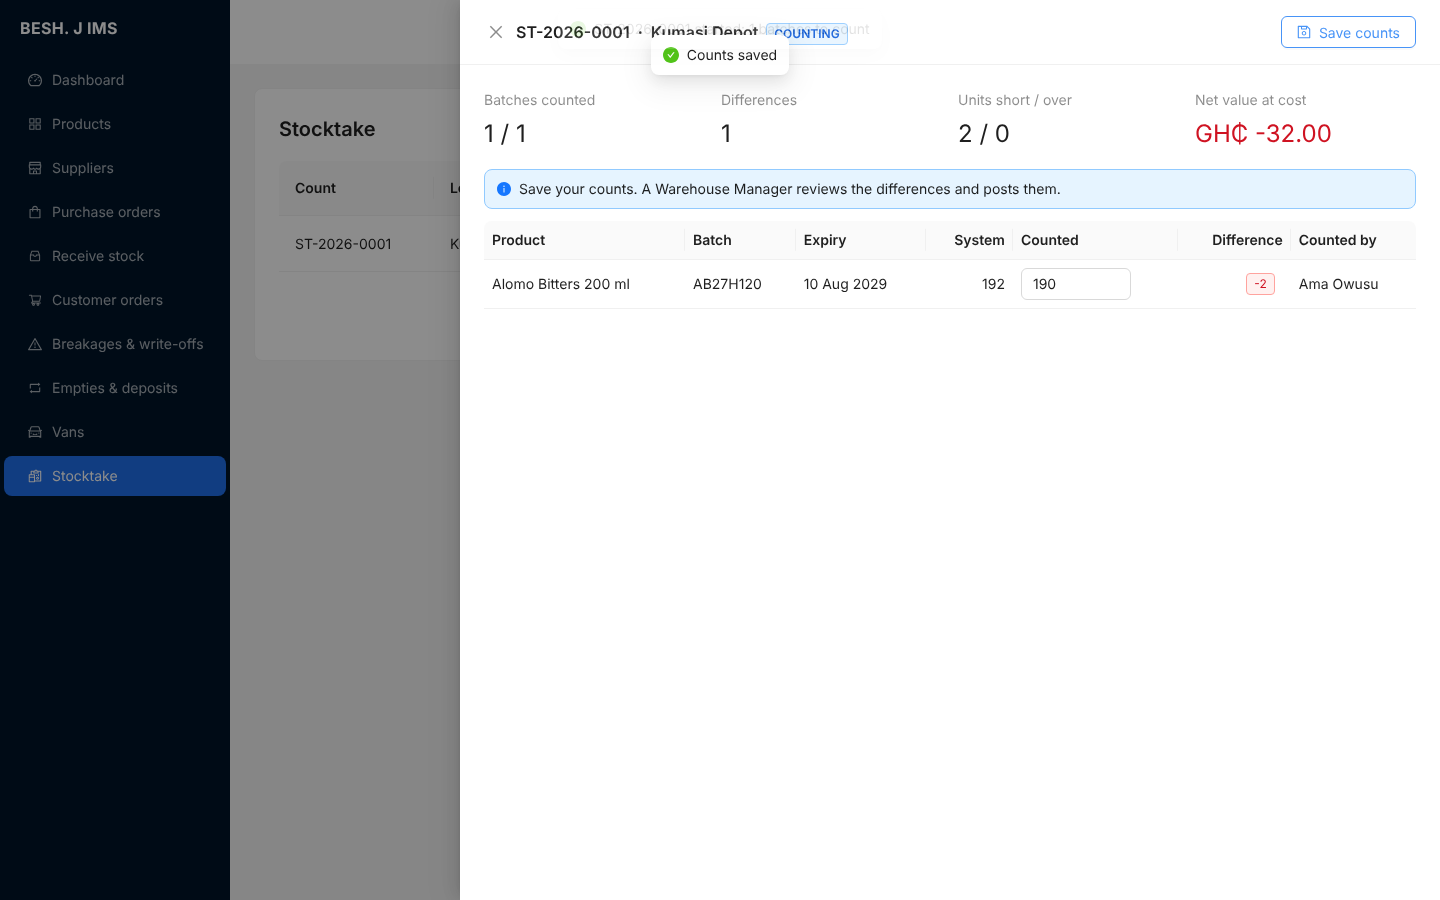 BESH. J IMS
Dashboard
Products
Suppliers
Purchase orders
Receive stock
Customer orders
Breakages & write-offs
Empties & deposits
Vans
Stocktake
Stocktake
Count
ST-2026-0001
ST-2026-0001 · Kumasi Depot COUNTING
Counts saved
Save counts
Batches counted Differences Units short / over Net value at cost
1 / 1 1 2 / 0 GH₵ -32.00
Save your counts. A Warehouse Manager reviews the differences and posts them.
Product Batch Expiry System Counted Difference Counted by
Alomo Bitters 200 ml AB27H120 10 Aug 2029 192 190 -2 Ama Owusu